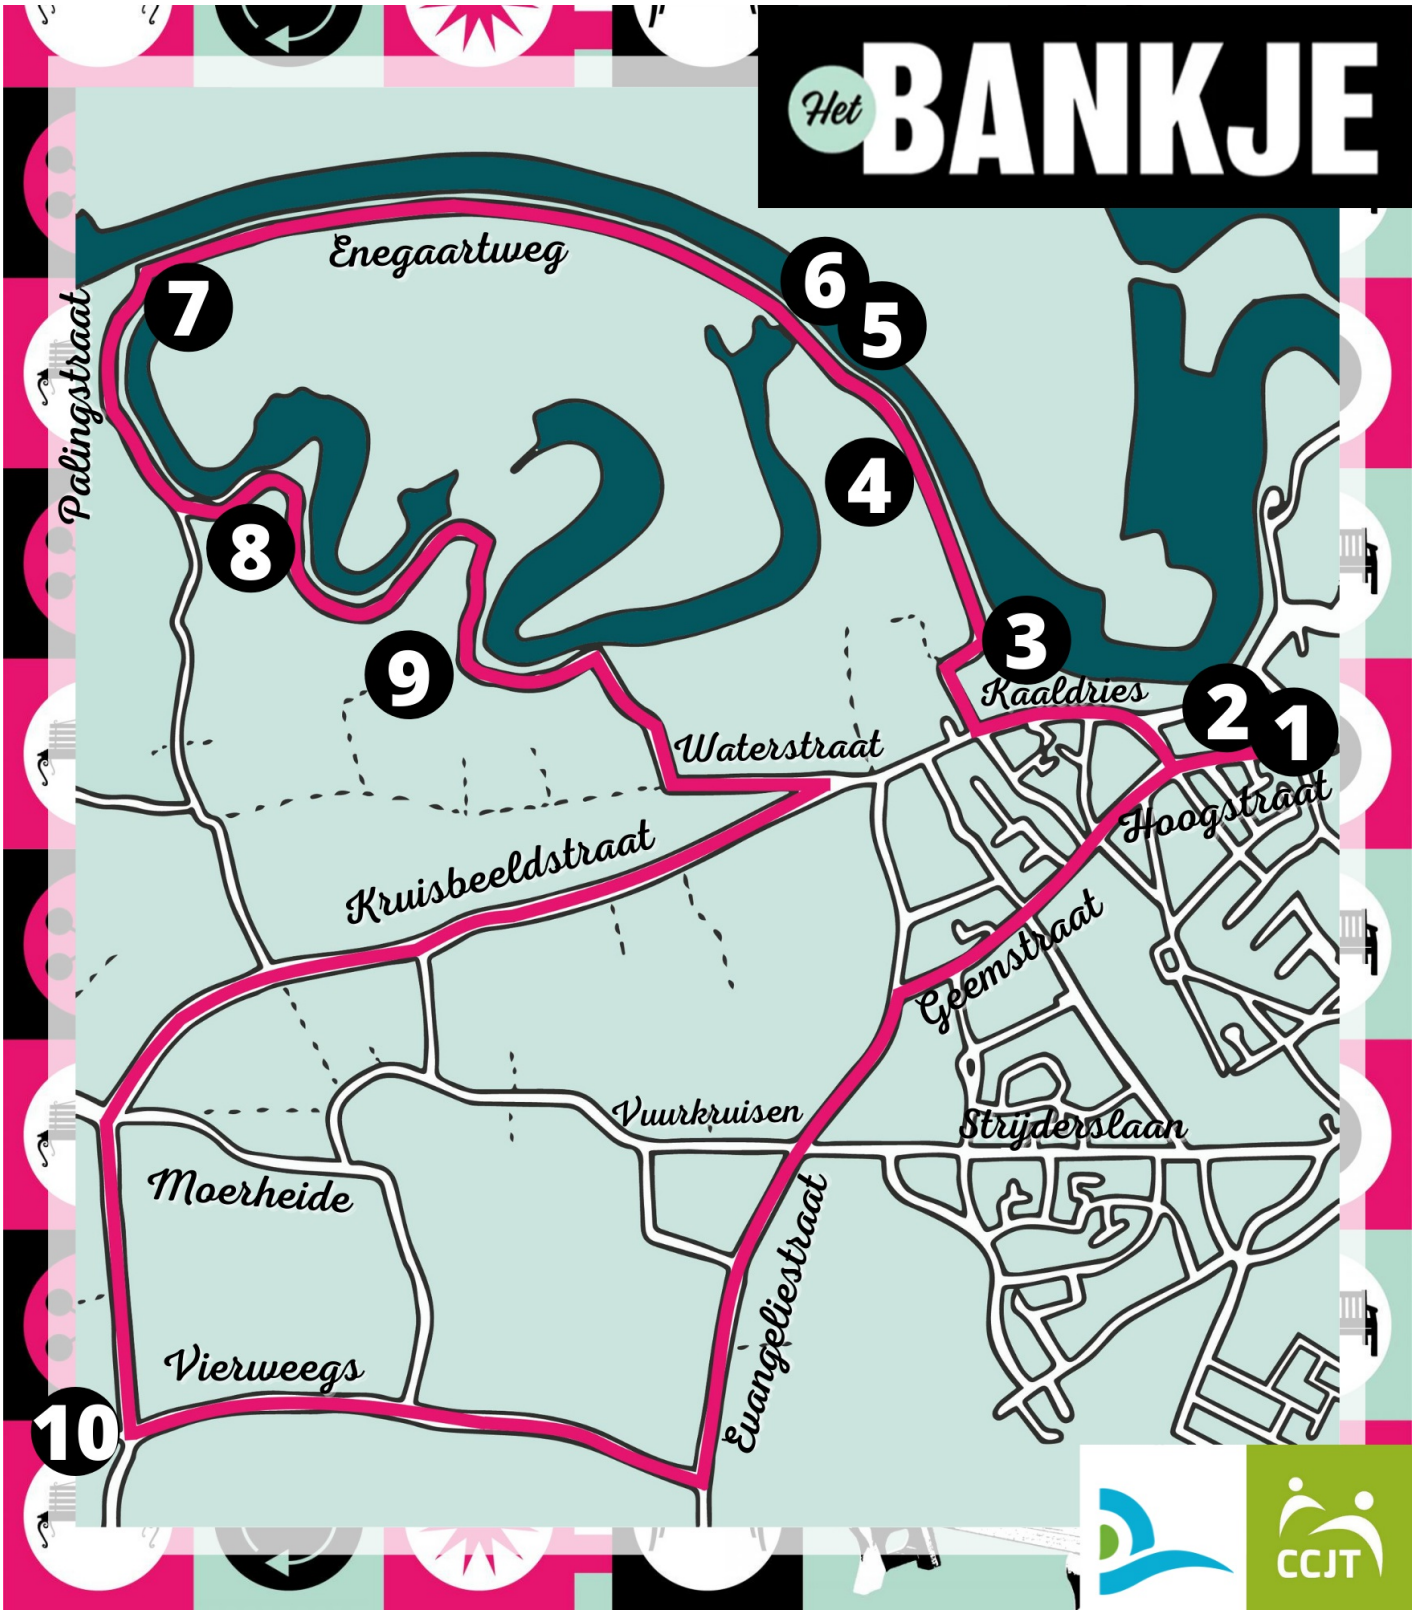 Het BANKJE
Enegaartweg
6
5
7
Palingstraat
4
8
3
9
Kaaldries
2
1
Waterstraat
Hoogstraat
Kruisbeeldstraat
Geemstraat
Vuurkruisen
Strijderslaan
Moerheide
Evangeliestraat
Vierweegs
10
CCJT